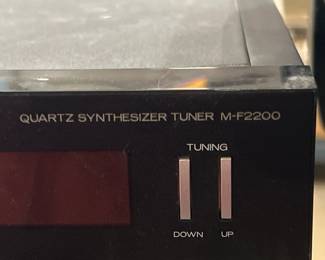 QUARTZ SYNTHESIZER TUNER M-F2200
TUNING
DOWN UP